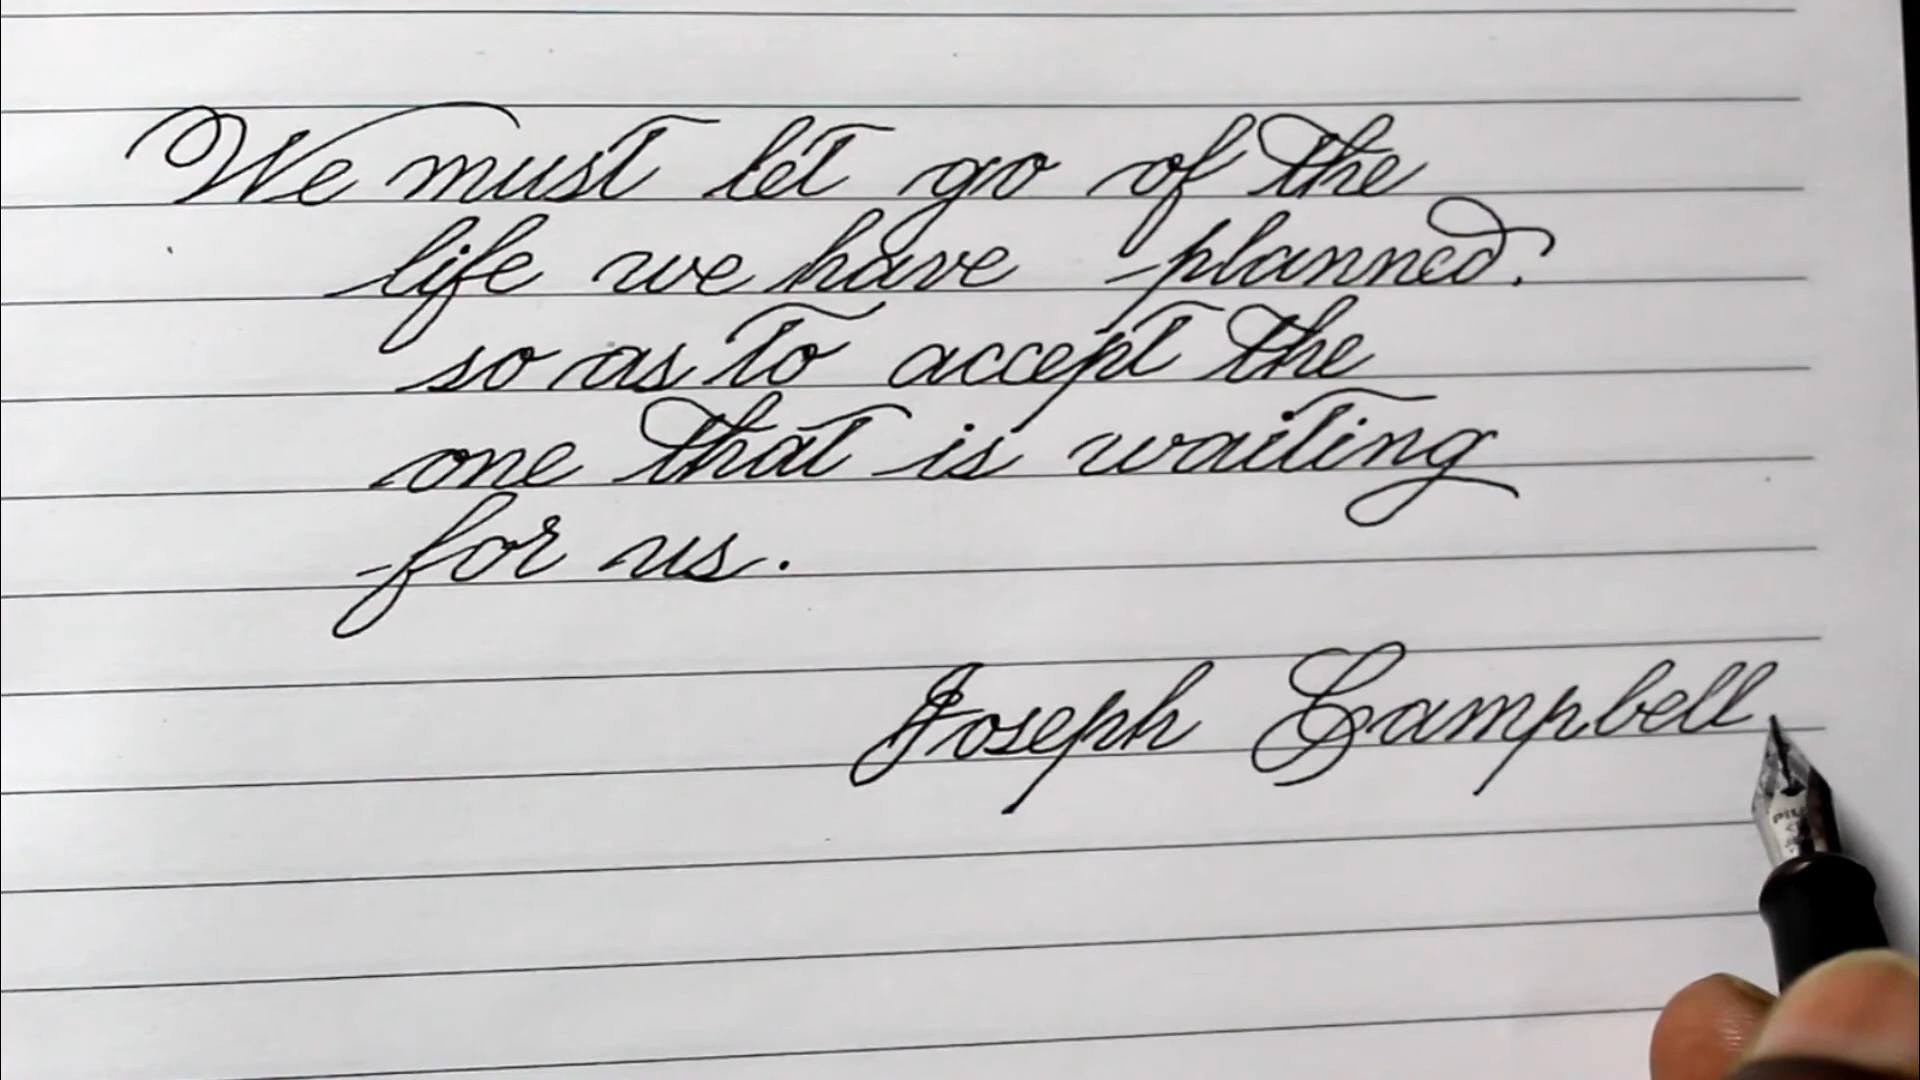 We must let go of the
life we have planned,
so as to accept the
one that is waiting
for us.
Joseph Campbell